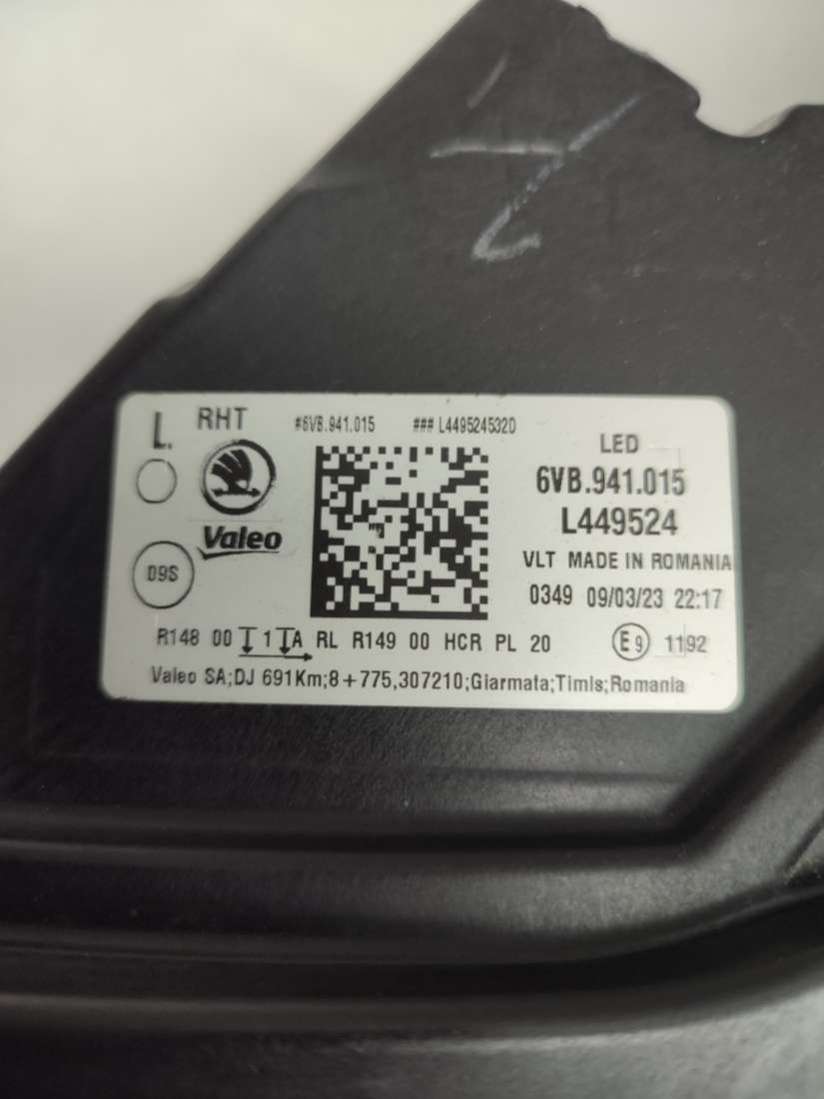 L. RHT #6VB.941.015 ### L4495245320
LED
6VB.941.015
Valeo
L449524
VLT MADE IN ROMANIA
D9S
0349 09/03/23 22:17
R148 00 1 A RL R149 00 HCR PL 20 E9 1192
Valeo SA;DJ 691Km;8+775,307210;Giarmata;Timis;Romania